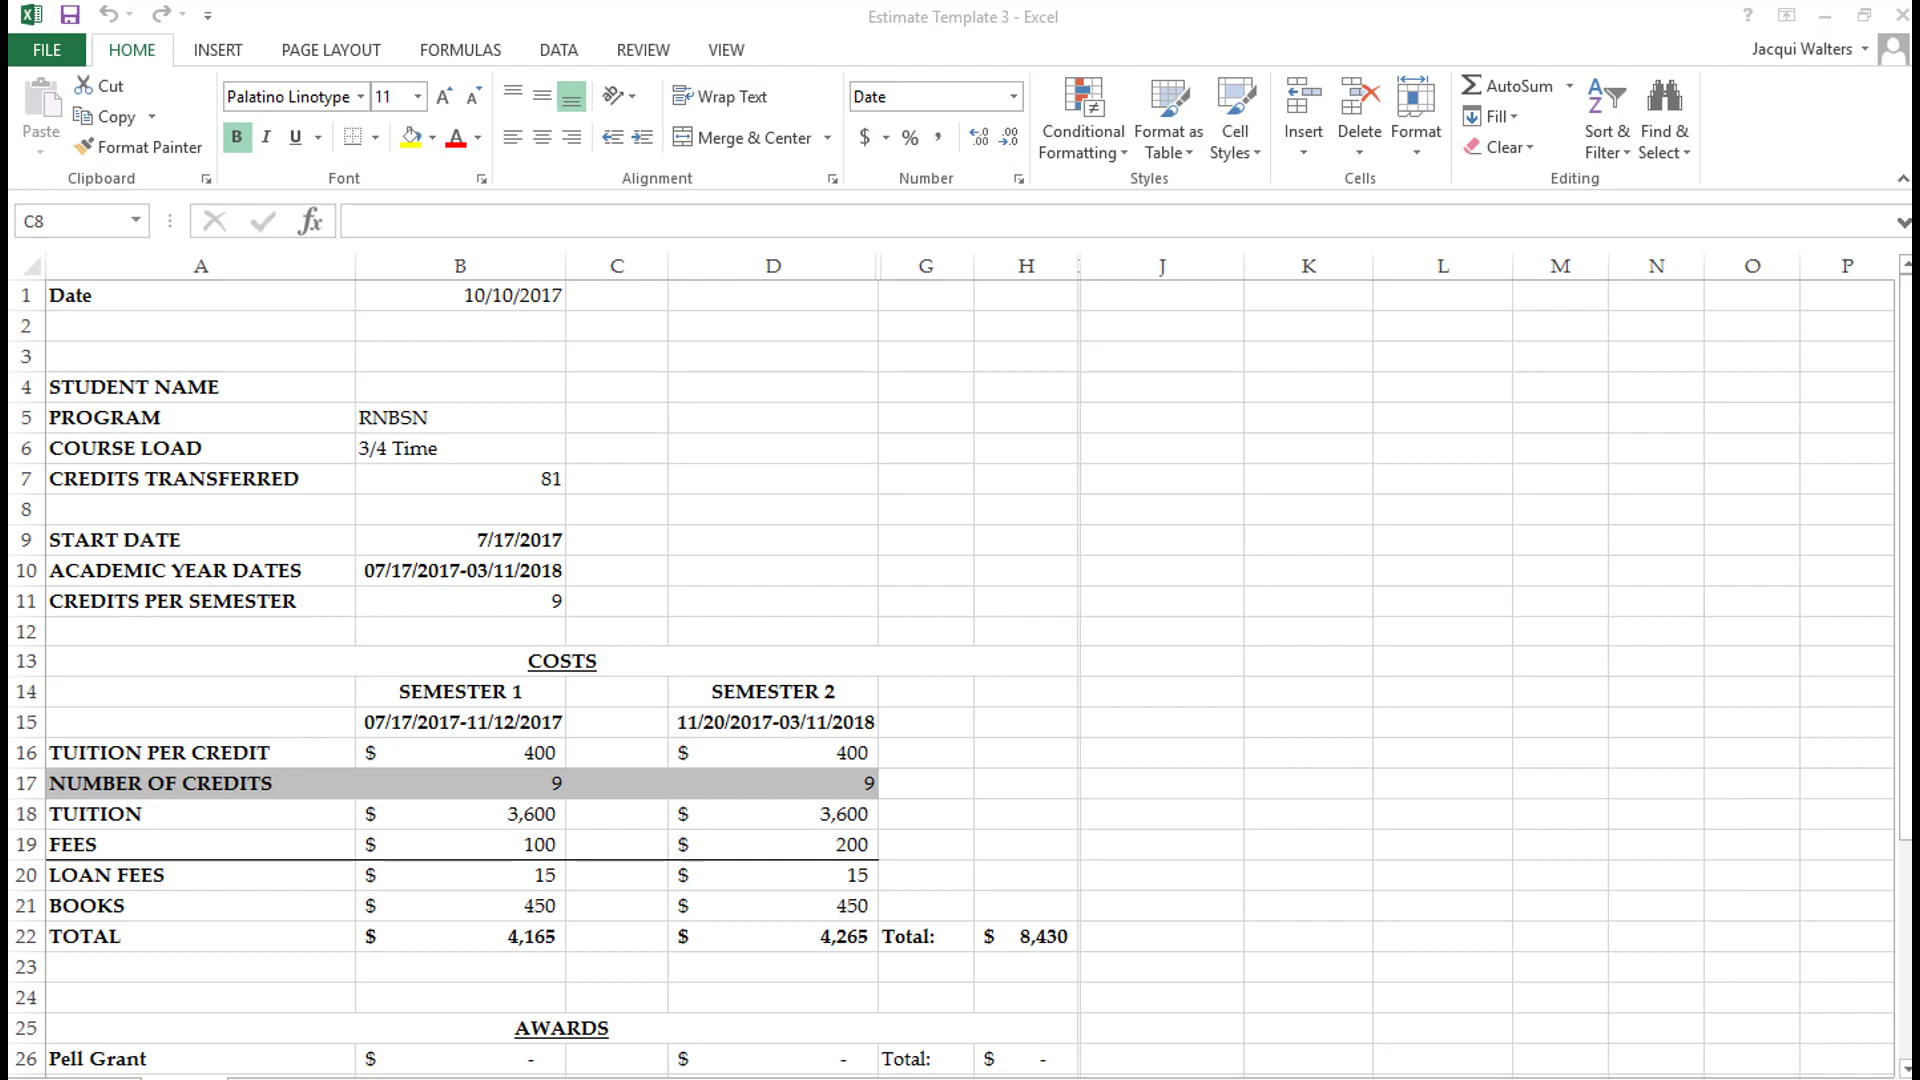 Estimate Template 3 - Excel
?
FILE HOME INSERT PAGE LAYOUT FORMULAS DATA REVIEW VIEW Jacqui Walters
Paste
Cut
Copy
Format Painter
Clipboard
Palatino Linotype 11 A A
B I U A
Font
Wrap Text
Merge & Center
Alignment
Date
$ % ,
Number
Conditional Formatting
Format as Table
Cell Styles
Styles
Insert
Delete
Format
Cells
AutoSum
Fill
Clear
Sort & Filter
Find & Select
Editing
C8 fx
A B C D G H J K L M N O P
1 Date 10/10/2017
2
3
4 STUDENT NAME
5 PROGRAM RNBSN
6 COURSE LOAD 3/4 Time
7 CREDITS TRANSFERRED 81
8
9 START DATE 7/17/2017
10 ACADEMIC YEAR DATES 07/17/2017-03/11/2018
11 CREDITS PER SEMESTER 9
12
13 COSTS
14 SEMESTER 1 SEMESTER 2
15 07/17/2017-11/12/2017 11/20/2017-03/11/2018
16 TUITION PER CREDIT $ 400 $ 400
17 NUMBER OF CREDITS 9 9
18 TUITION $ 3,600 $ 3,600
19 FEES $ 100 $ 200
20 LOAN FEES $ 15 $ 15
21 BOOKS $ 450 $ 450
22 TOTAL $ 4,165 $ 4,265 Total: $ 8,430
23
24
25 AWARDS
26 Pell Grant $ - $ - Total: $ -